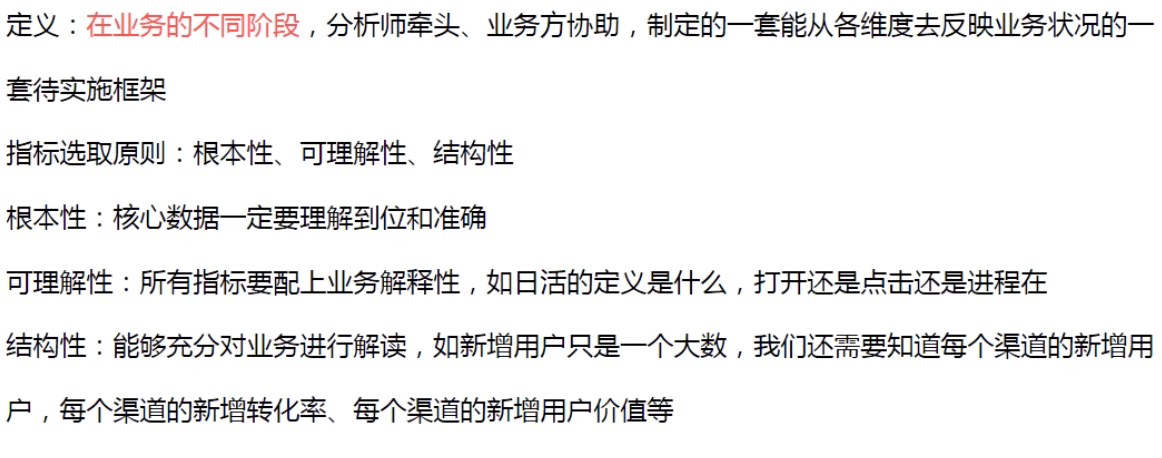 定义：在业务的不同阶段，分析师牵头、业务方协助，制定的一套能从各维度去反映业务状况的一
套待实施框架
指标选取原则：根本性、可理解性、结构性
根本性：核心数据一定要理解到位和准确
可理解性：所有指标要配上业务解释性，如日活的定义是什么，打开还是点击还是进程在
结构性：能够充分对业务进行解读，如新增用户只是一个大数，我们还需要知道每个渠道的新增用
户，每个渠道的新增转化率、每个渠道的新增用户价值等